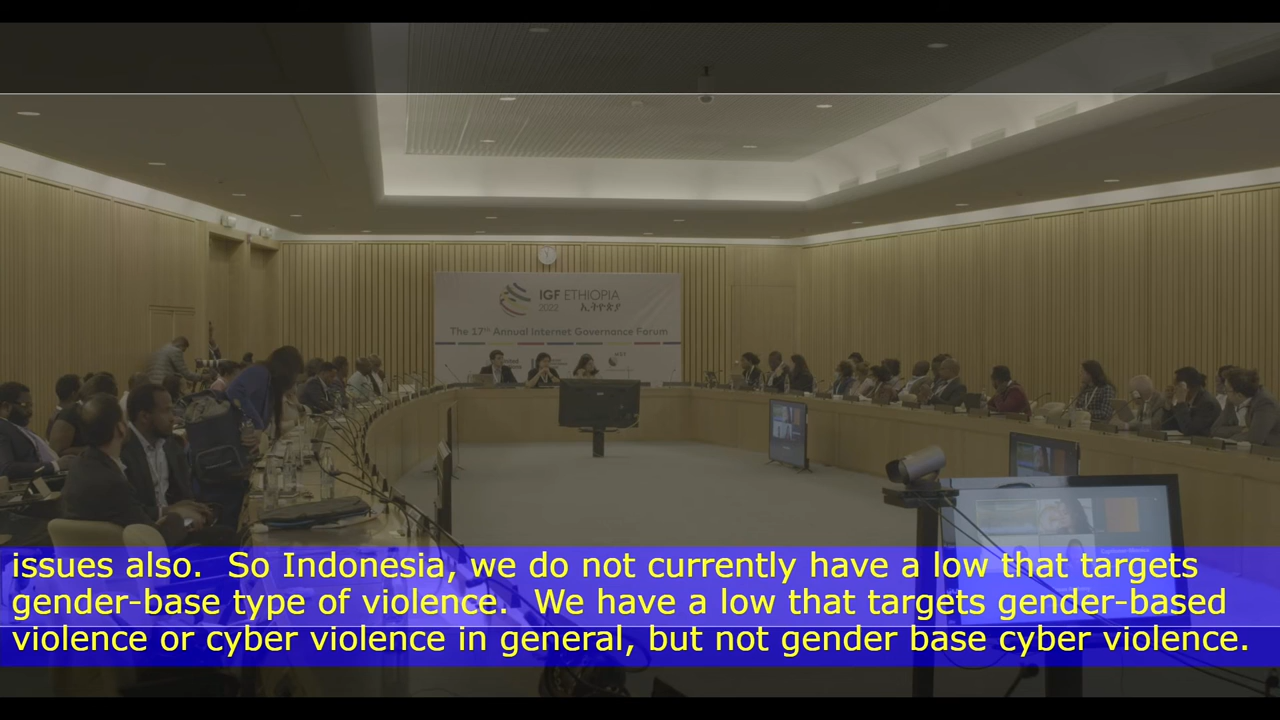 IGF ETHIOPIA
2022 ኢትዮጵያ
The 17th Annual Internet Governance Forum
issues also.  So Indonesia, we do not currently have a low that targets
gender-base type of violence.  We have a low that targets gender-based
violence or cyber violence in general, but not gender base cyber violence.